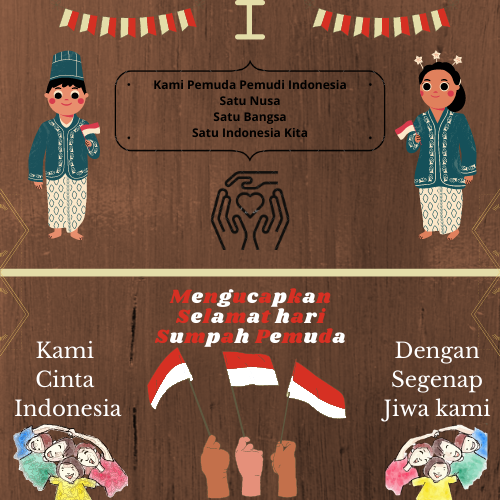 Kami Pemuda Pemudi Indonesia
Satu Nusa
Satu Bangsa
Satu Indonesia Kita
Mengucapkan
Selamat hari
Sumpah Pemuda
Kami
Cinta
Indonesia
Dengan
Segenap
Jiwa kami